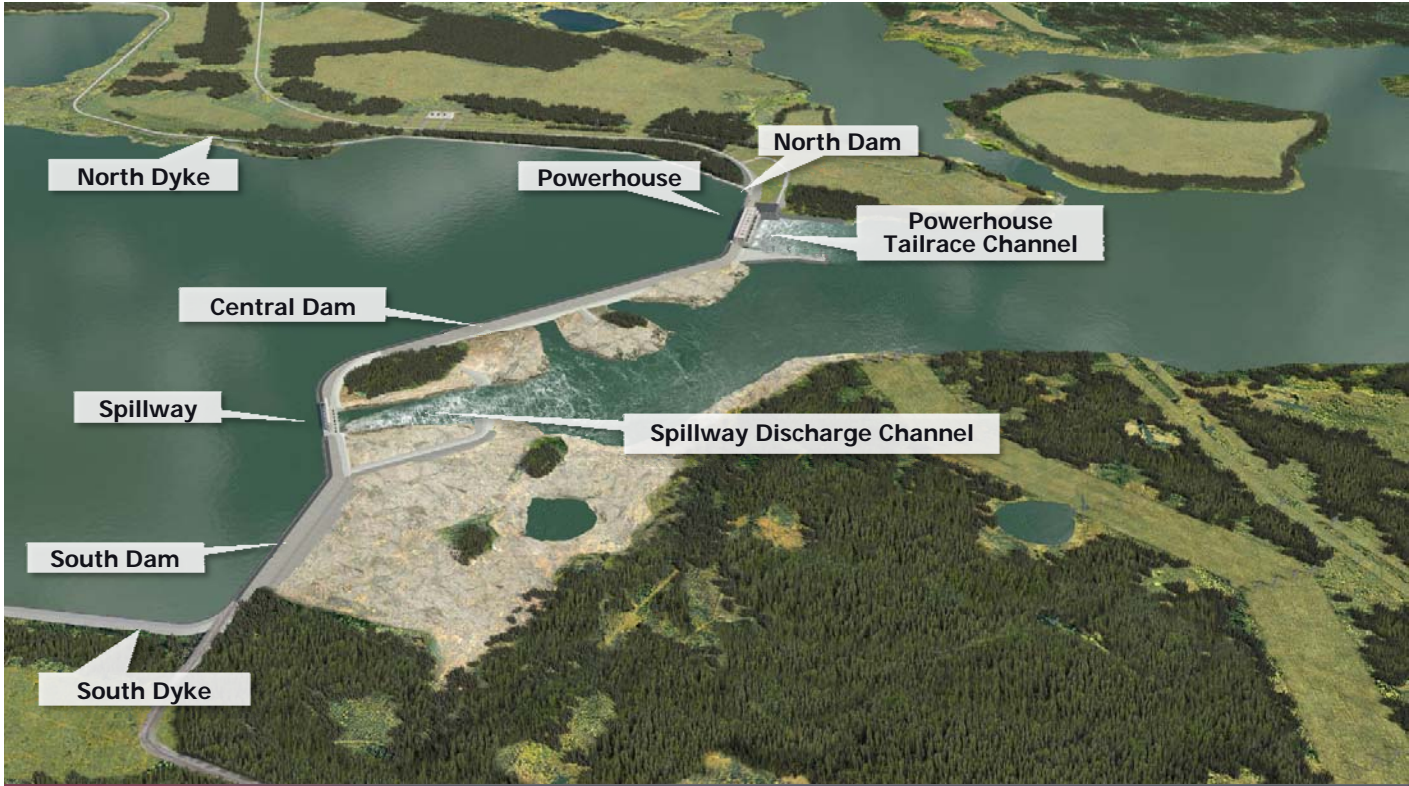 North Dam
North Dyke
Powerhouse
Powerhouse
Tailrace Channel
Central Dam
Spillway
Spillway Discharge Channel
South Dam
South Dyke